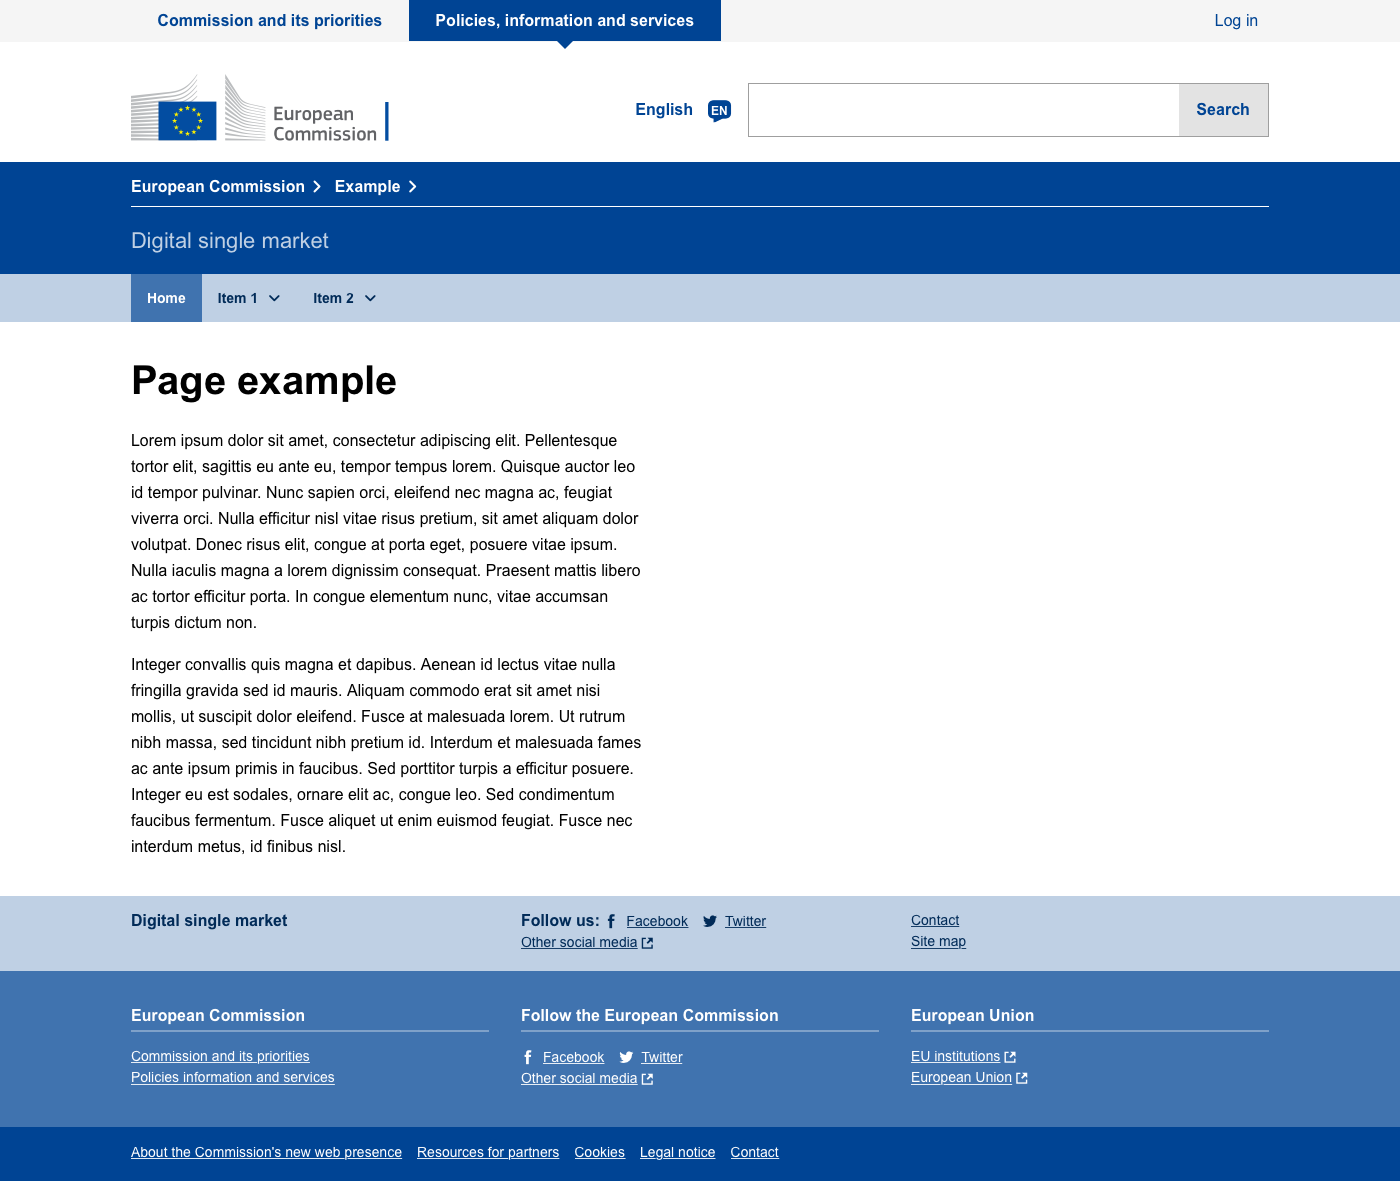 Commission and its priorities
Policies, information and services
Log in
European
Commission
English
EN
Search
European Commission
Example
Digital single market
Home
Item 1
Item 2
Page example
Lorem ipsum dolor sit amet, consectetur adipiscing elit. Pellentesque
tortor elit, sagittis eu ante eu, tempor tempus lorem. Quisque auctor leo
id tempor pulvinar. Nunc sapien orci, eleifend nec magna ac, feugiat
viverra orci. Nulla efficitur nisl vitae risus pretium, sit amet aliquam dolor
volutpat. Donec risus elit, congue at porta eget, posuere vitae ipsum.
Nulla iaculis magna a lorem dignissim consequat. Praesent mattis libero
ac tortor efficitur porta. In congue elementum nunc, vitae accumsan
turpis dictum non.
Integer convallis quis magna et dapibus. Aenean id lectus vitae nulla
fringilla gravida sed id mauris. Aliquam commodo erat sit amet nisi
mollis, ut suscipit dolor eleifend. Fusce at malesuada lorem. Ut rutrum
nibh massa, sed tincidunt nibh pretium id. Interdum et malesuada fames
ac ante ipsum primis in faucibus. Sed porttitor turpis a efficitur posuere.
Integer eu est sodales, ornare elit ac, congue leo. Sed condimentum
faucibus fermentum. Fusce aliquet ut enim euismod feugiat. Fusce nec
interdum metus, id finibus nisl.
Digital single market
Follow us: Facebook Twitter
Other social media
Contact
Site map
European Commission
Commission and its priorities
Policies information and services
Follow the European Commission
Facebook Twitter
Other social media
European Union
EU institutions
European Union
About the Commission's new web presence Resources for partners Cookies Legal notice Contact